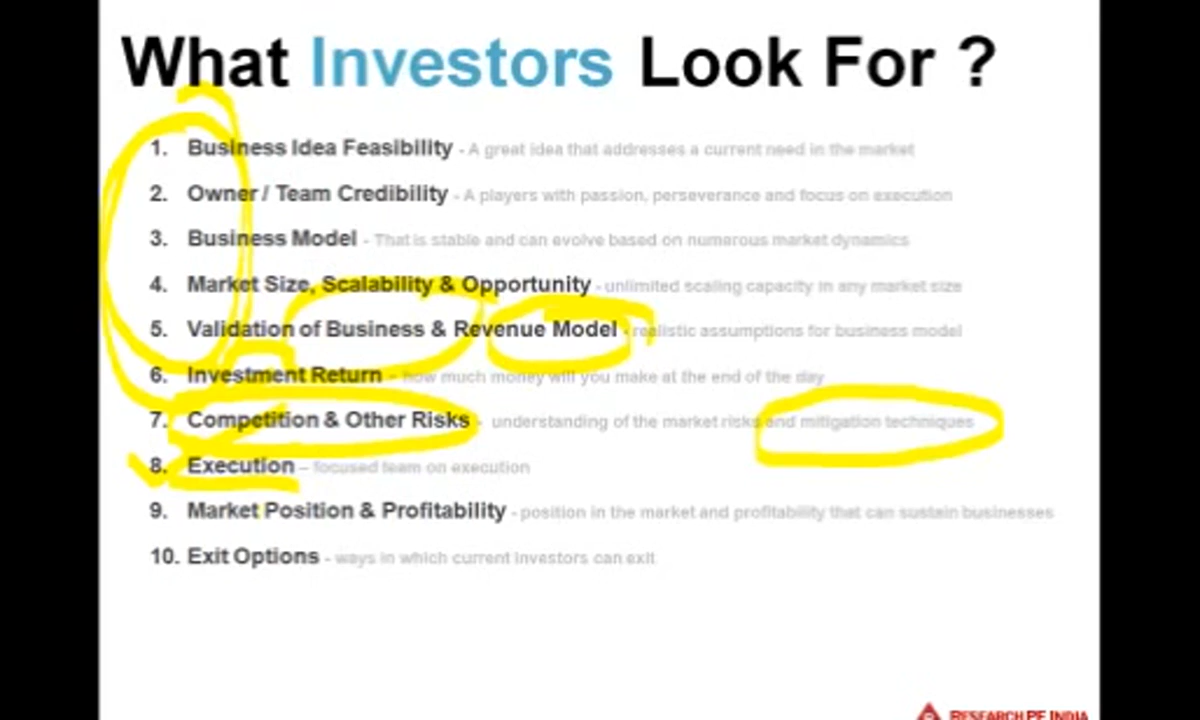 What Investors Look For ?
1. Business Idea Feasibility - A great idea that addresses a current need in the market
2. Owner / Team Credibility - A players with passion, perseverance and focus on execution
3. Business Model - That is stable and can evolve based on numerous market dynamics
4. Market Size, Scalability & Opportunity - unlimited scaling capacity in any market size
5. Validation of Business & Revenue Model - realistic assumptions for business model
6. Investment Return - how much money will you make at the end of the day
7. Competition & Other Risks - understanding of the market risks and mitigation techniques
8. Execution – focused team on execution
9. Market Position & Profitability - position in the market and profitability that can sustain businesses
10. Exit Options - ways in which current investors can exit
RESEARCH PE INDIA